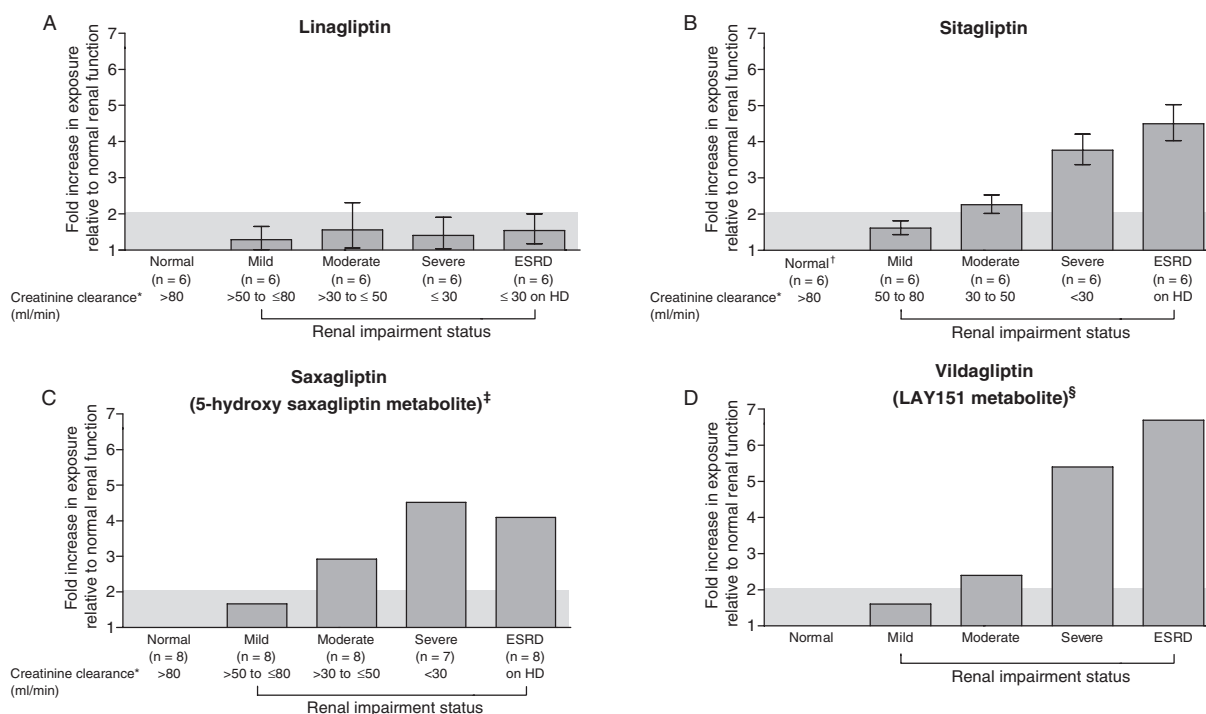 A
Linagliptin
Fold increase in exposure
relative to normal renal function
7
6
5
4
3
2
1
Normal Mild Moderate Severe ESRD
(n = 6) (n = 6) (n = 6) (n = 6) (n = 6)
Creatinine clearance* >80 >50 to ≤80 >30 to ≤ 50 ≤ 30 ≤ 30 on HD
(ml/min)
Renal impairment status
B
Sitagliptin
Fold increase in exposure
relative to normal renal function
7
6
5
4
3
2
1
Normal† Mild Moderate Severe ESRD
(n = 6) (n = 6) (n = 6) (n = 6) (n = 6)
Creatinine clearance* >80 50 to 80 30 to 50 <30 on HD
(ml/min)
Renal impairment status
C
Saxagliptin
(5-hydroxy saxagliptin metabolite)‡
Fold increase in exposure
relative to normal renal function
7
6
5
4
3
2
1
Normal Mild Moderate Severe ESRD
(n = 8) (n = 8) (n = 8) (n = 7) (n = 8)
Creatinine clearance* >80 >50 to ≤80 >30 to ≤50 <30 on HD
(ml/min)
Renal impairment status
D
Vildagliptin
(LAY151 metabolite)§
Fold increase in exposure
relative to normal renal function
7
6
5
4
3
2
1
Normal Mild Moderate Severe ESRD
Renal impairment status